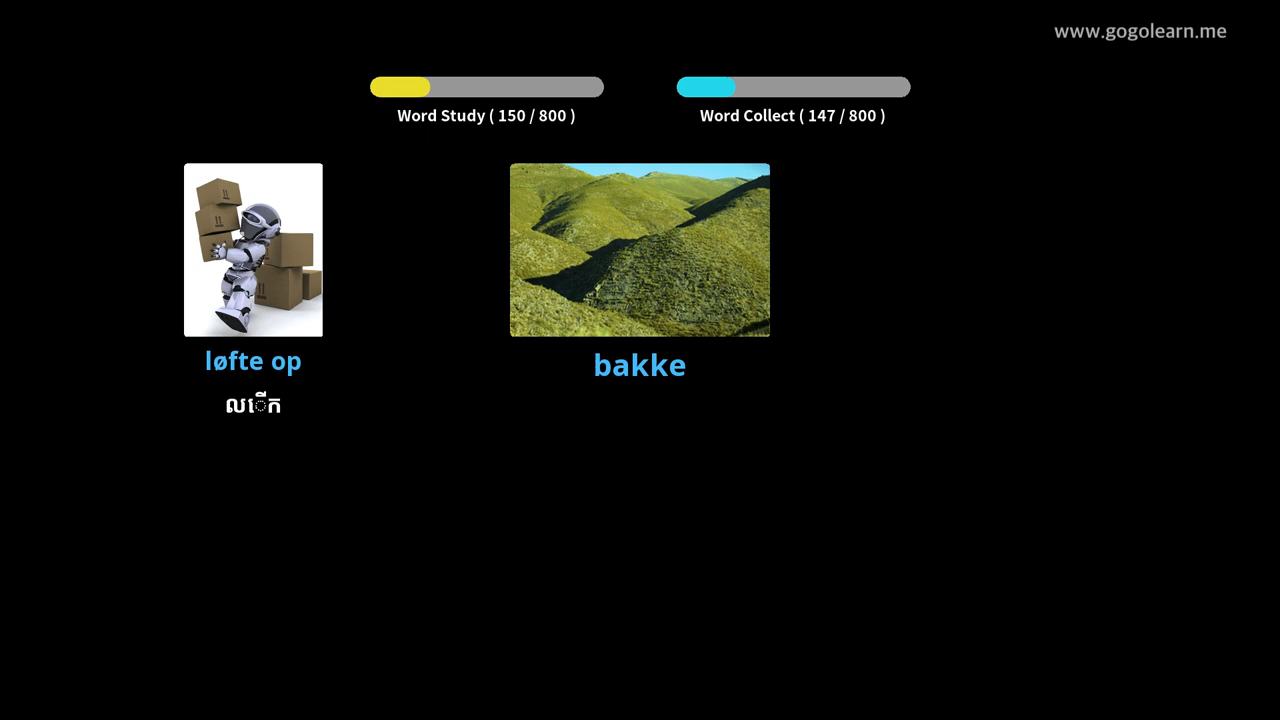 www.gogolearn.me
Word Study ( 150 / 800 )
Word Collect ( 147 / 800 )
løfte op
លើក
bakke